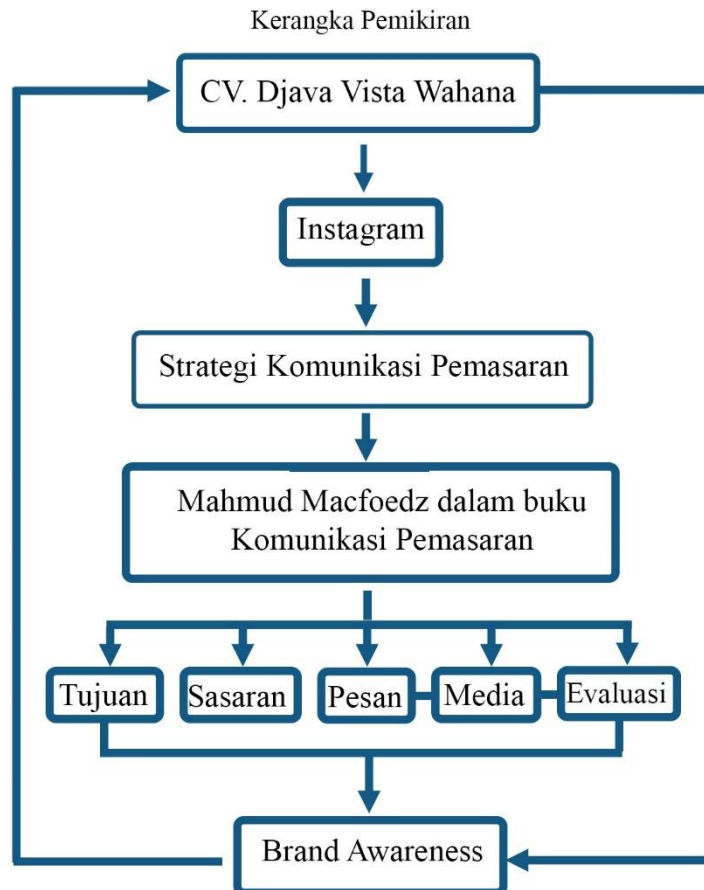 Kerangka Pemikiran
CV. Djava Vista Wahana
Instagram
Strategi Komunikasi Pemasaran
Mahmud Macfoedz dalam buku
Komunikasi Pemasaran
Tujuan
Sasaran
Pesan
Media
Evaluasi
Brand Awareness